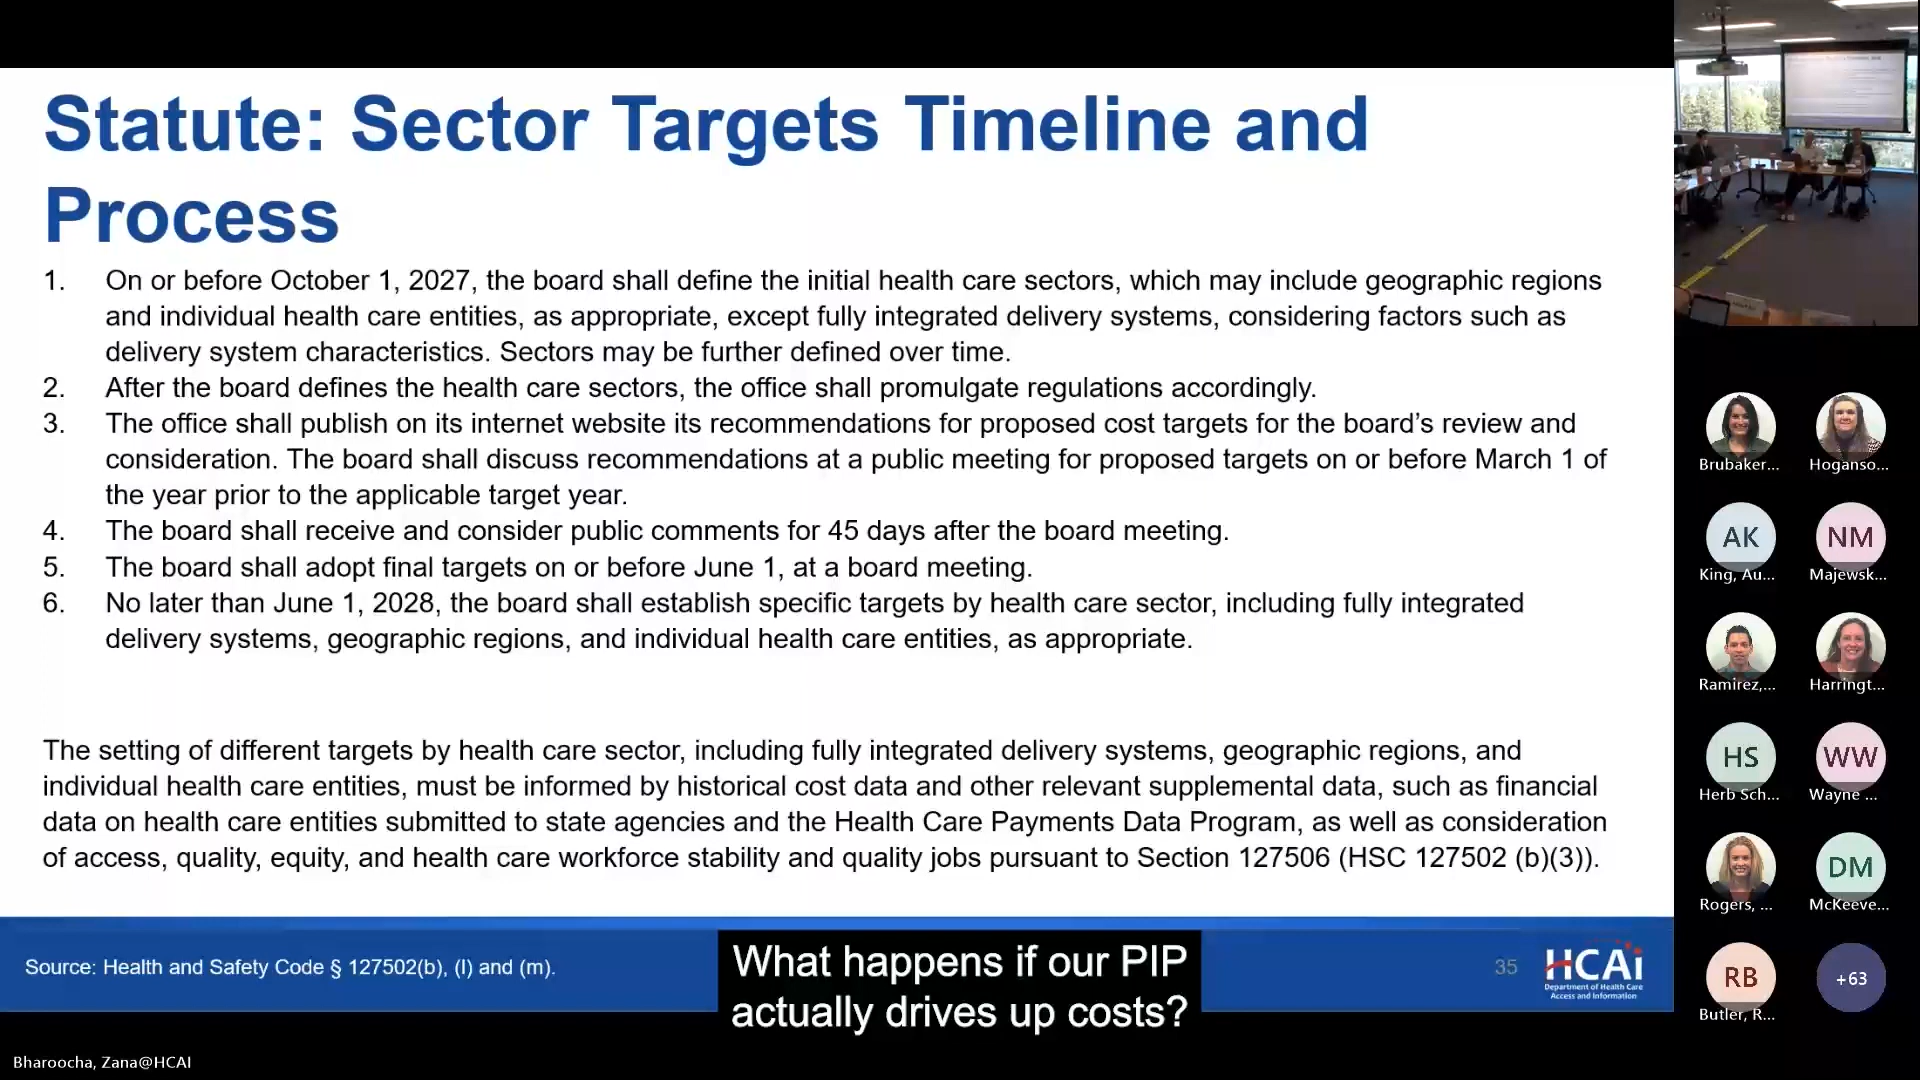 Statute: Sector Targets Timeline and
Process
1. On or before October 1, 2027, the board shall define the initial health care sectors, which may include geographic regions
and individual health care entities, as appropriate, except fully integrated delivery systems, considering factors such as
delivery system characteristics. Sectors may be further defined over time.
2. After the board defines the health care sectors, the office shall promulgate regulations accordingly.
3. The office shall publish on its internet website its recommendations for proposed cost targets for the board’s review and
consideration. The board shall discuss recommendations at a public meeting for proposed targets on or before March 1 of
the year prior to the applicable target year.
4. The board shall receive and consider public comments for 45 days after the board meeting.
5. The board shall adopt final targets on or before June 1, at a board meeting.
6. No later than June 1, 2028, the board shall establish specific targets by health care sector, including fully integrated
delivery systems, geographic regions, and individual health care entities, as appropriate.
The setting of different targets by health care sector, including fully integrated delivery systems, geographic regions, and
individual health care entities, must be informed by historical cost data and other relevant supplemental data, such as financial
data on health care entities submitted to state agencies and the Health Care Payments Data Program, as well as consideration
of access, quality, equity, and health care workforce stability and quality jobs pursuant to Section 127506 (HSC 127502 (b)(3)).
Source: Health and Safety Code § 127502(b), (l) and (m).
35
HCAi
Department of Health Care
Access and Information
What happens if our PIP
actually drives up costs?
Bharoocha, Zana@HCAI
Brubaker...
Hoganso...
AK
NM
King, Au...
Majewsk...
Ramirez,...
Harringt...
HS
WW
Herb Sch...
Wayne ...
DM
Rogers, ...
McKeeve...
RB
+63
Butler, R...